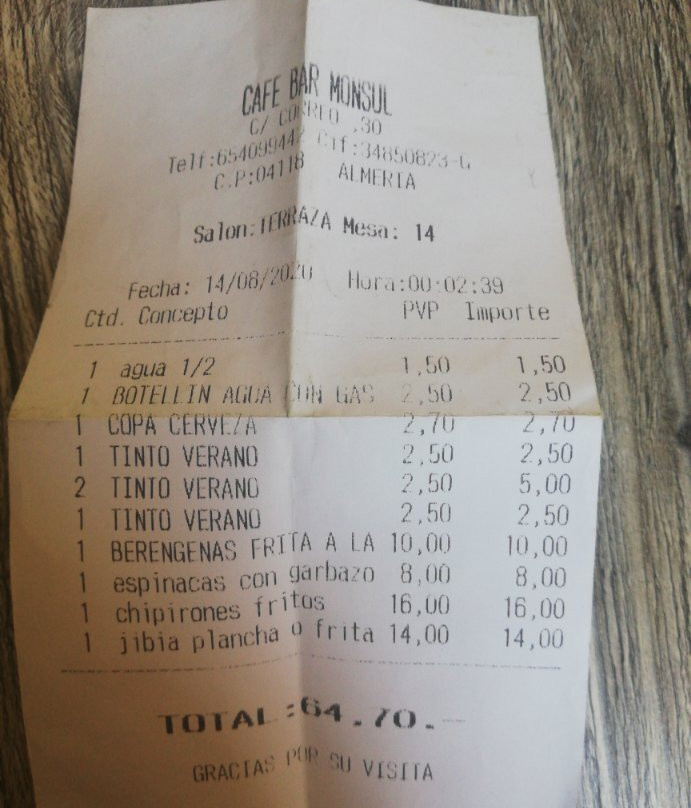 CAFE BAR MONSUL
C/ CORREO ,30
Telf:654099442 Cif:34850823-G
C.P:04118 ALMERIA
Salon:TERRAZA Mesa: 14
Fecha: 14/08/2020 Hora:00:02:39
Ctd. Concepto PVP Importe
1 agua 1/2 1,50 1,50
1 BOTELLIN AGUA CON GAS 2,50 2,50
1 COPA CERVEZA 2,70 2,70
1 TINTO VERANO 2,50 2,50
2 TINTO VERANO 2,50 5,00
1 TINTO VERANO 2,50 2,50
1 BERENGENAS FRITA A LA 10,00 10,00
1 espinacas con garbazo 8,00 8,00
1 chipirones fritos 16,00 16,00
1 jibia plancha o frita 14,00 14,00
TOTAL:64.70.-
GRACIAS POR SU VISITA